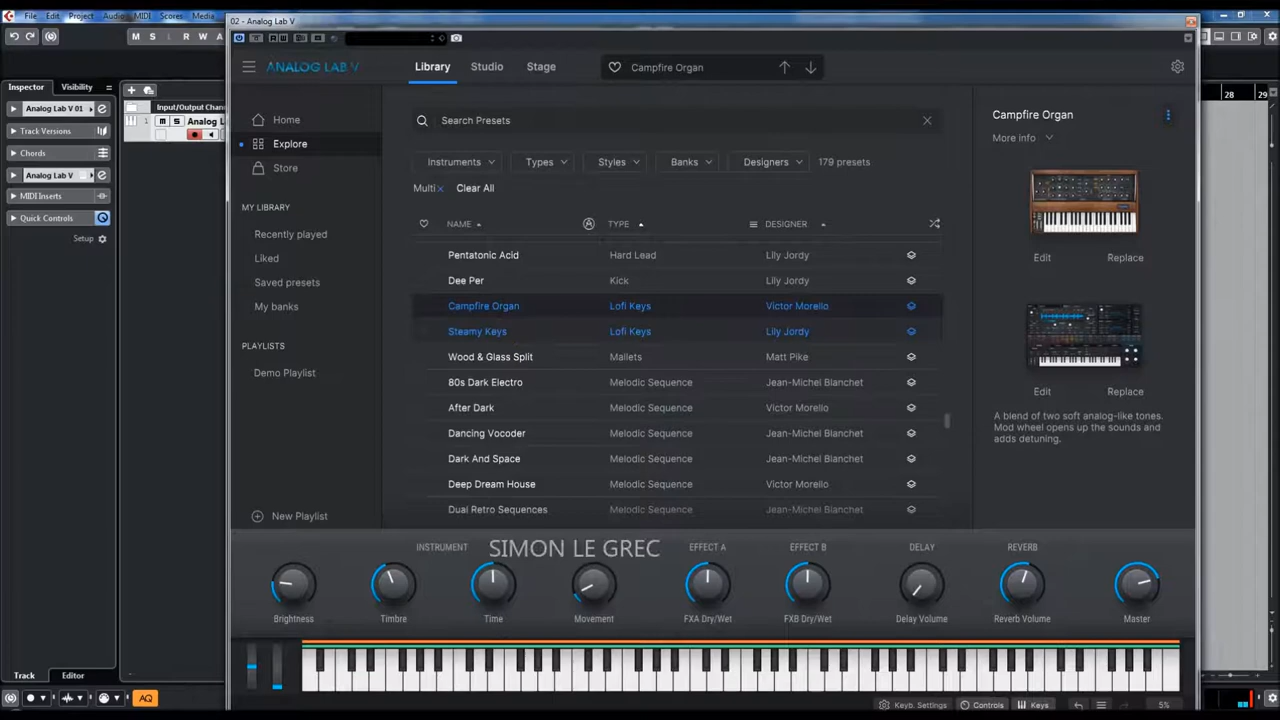 02 - Analog Lab V
File Edit Project Audio MIDI Scores Media
M S L R W A
ANALOG LAB V
Library Studio Stage
Campfire Organ
Inspector Visibility
Analog Lab V 01
Track Versions
Chords
Analog Lab V
MIDI Inserts
Quick Controls
Setup
Input/Output Chann
1 m S Analog L
28 29
Home
Explore
Store
MY LIBRARY
Recently played
Liked
Saved presets
My banks
PLAYLISTS
Demo Playlist
New Playlist
Search Presets
Instruments Types Styles Banks Designers 179 presets
Multi× Clear All
NAME TYPE DESIGNER
Pentatonic Acid Hard Lead Lily Jordy
Dee Per Kick Lily Jordy
Campfire Organ Lofi Keys Victor Morello
Steamy Keys Lofi Keys Lily Jordy
Wood & Glass Split Mallets Matt Pike
80s Dark Electro Melodic Sequence Jean-Michel Blanchet
After Dark Melodic Sequence Victor Morello
Dancing Vocoder Melodic Sequence Jean-Michel Blanchet
Dark And Space Melodic Sequence Jean-Michel Blanchet
Deep Dream House Melodic Sequence Victor Morello
Dual Retro Sequences Melodic Sequence Jean-Michel Blanchet
Campfire Organ
More info
Edit Replace
Edit Replace
A blend of two soft analog-like tones.
Mod wheel opens up the sounds and
adds detuning.
INSTRUMENT EFFECT A EFFECT B DELAY REVERB
SIMON LE GREC
Brightness Timbre Time Movement FXA Dry/Wet FXB Dry/Wet Delay Volume Reverb Volume Master
Track Editor
AQ
Keyb. Settings Controls Keys 5%